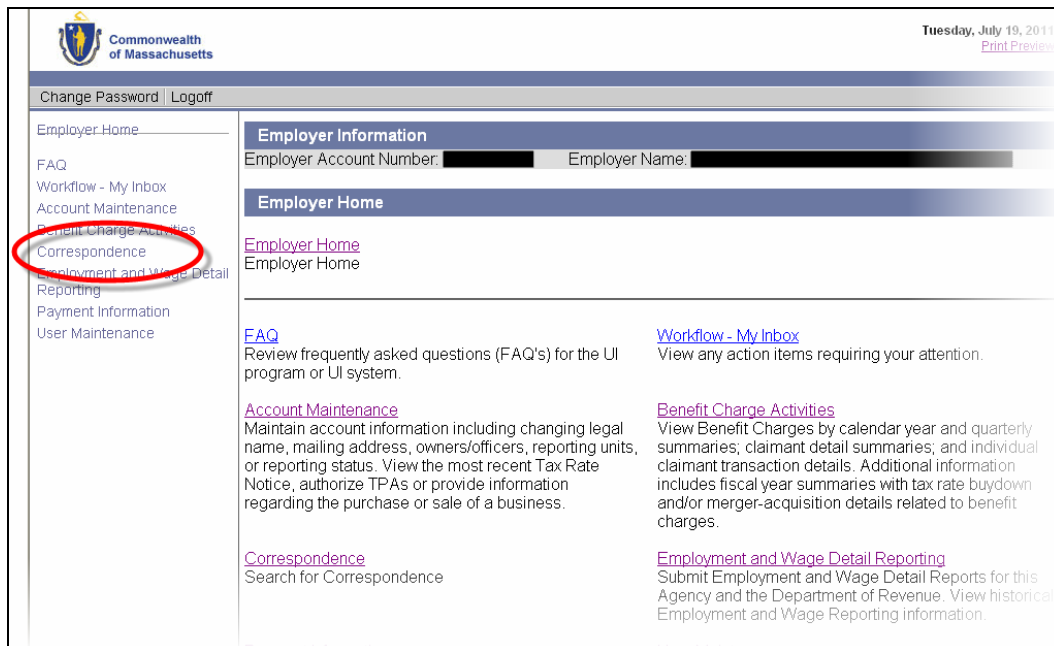 Commonwealth
of Massachusetts
Tuesday, July 19, 2011
Print Preview
Change Password Logoff
Employer Home
FAQ
Workflow - My Inbox
Account Maintenance
Benefit Charge Activities
Correspondence
Employment and Wage Detail
Reporting
Payment Information
User Maintenance
Employer Information
Employer Account Number: Employer Name:
Employer Home
Employer Home
Employer Home
FAQ
Review frequently asked questions (FAQ's) for the UI
program or UI system.
Workflow - My Inbox
View any action items requiring your attention.
Account Maintenance
Maintain account information including changing legal
name, mailing address, owners/officers, reporting units,
or reporting status. View the most recent Tax Rate
Notice, authorize TPAs or provide information
regarding the purchase or sale of a business.
Benefit Charge Activities
View Benefit Charges by calendar year and quarterly
summaries; claimant detail summaries; and individual
claimant transaction details. Additional information
includes fiscal year summaries with tax rate buydown
and/or merger-acquisition details related to benefit
charges.
Correspondence
Search for Correspondence
Employment and Wage Detail Reporting
Submit Employment and Wage Detail Reports for this
Agency and the Department of Revenue. View historical
Employment and Wage Reporting information.